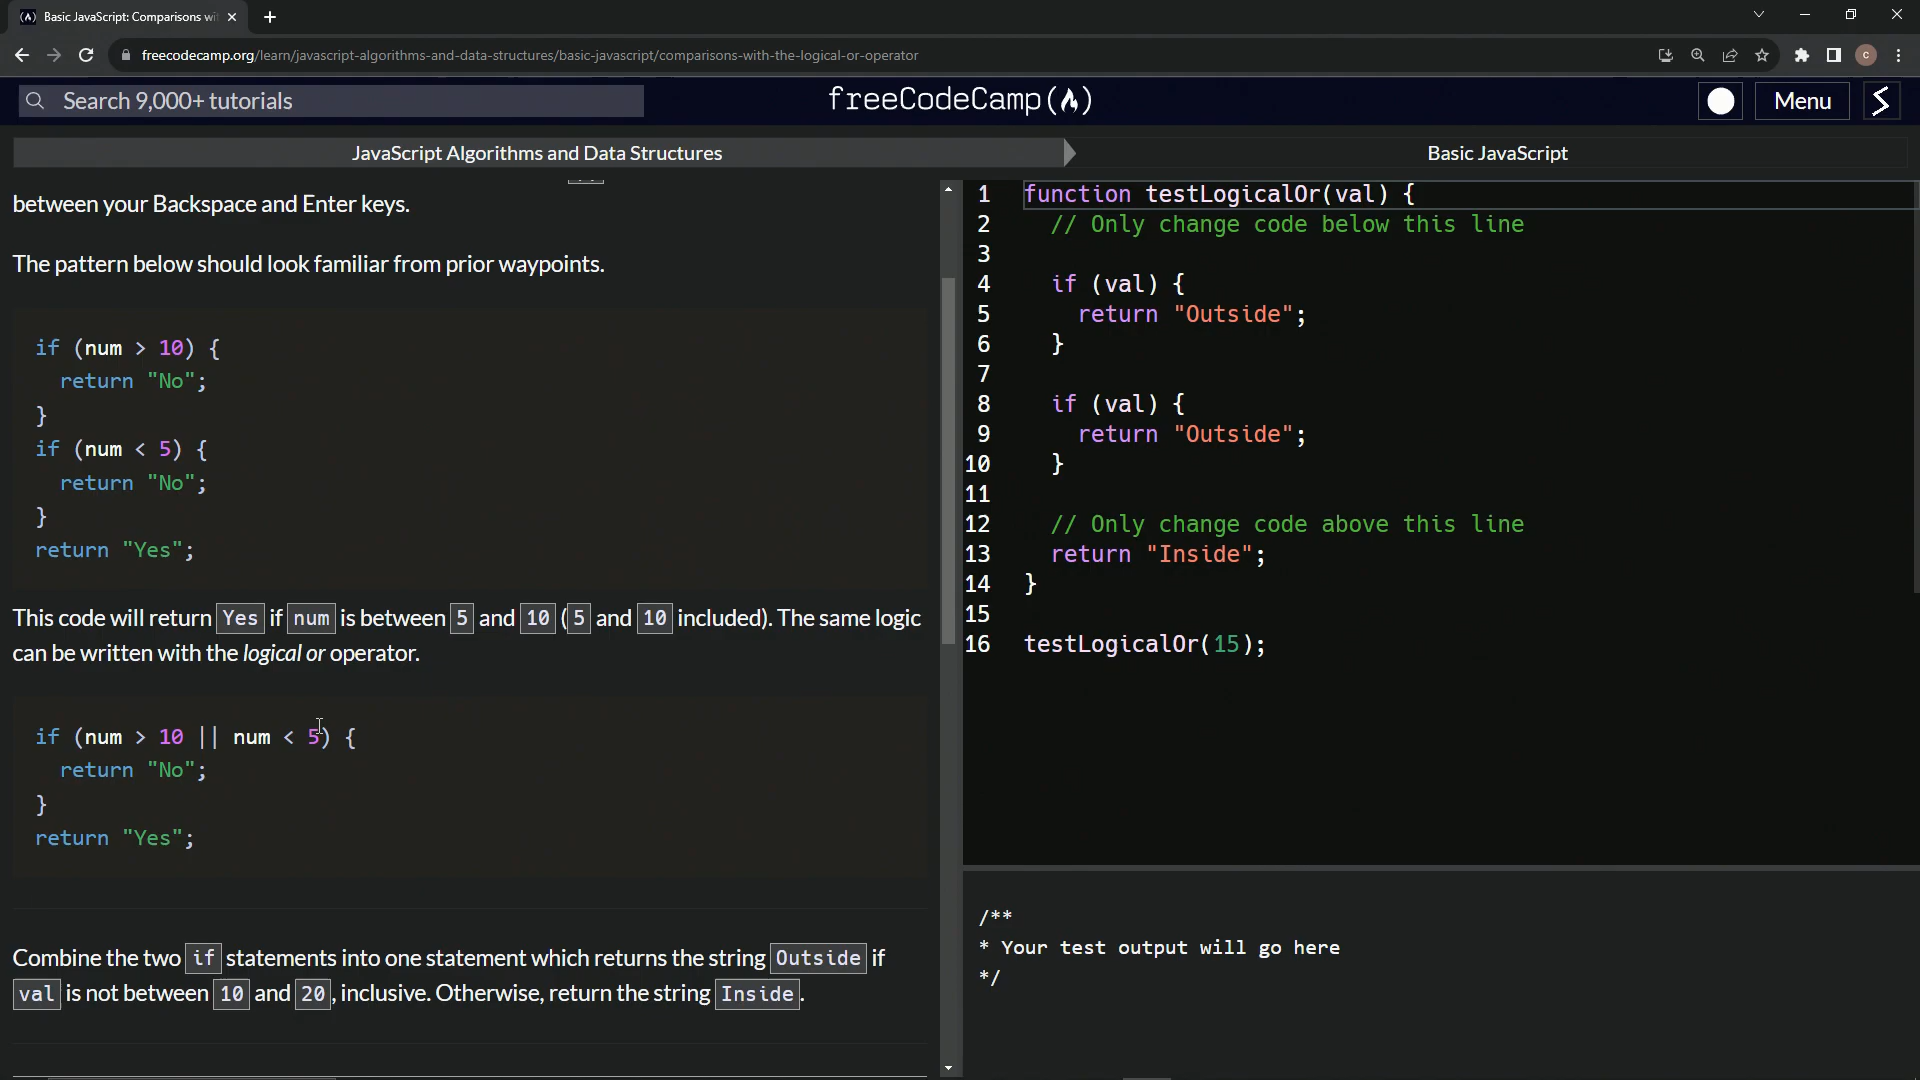 Basic JavaScript: Comparisons wi
freecodecamp.org/learn/javascript-algorithms-and-data-structures/basic-javascript/comparisons-with-the-logical-or-operator
c
Search 9,000+ tutorials
freeCodeCamp
Menu
JavaScript Algorithms and Data Structures
Basic JavaScript
between your Backspace and Enter keys.
The pattern below should look familiar from prior waypoints.
if (num > 10) {
return "No";
}
if (num < 5) {
return "No";
}
return "Yes";
This code will return Yes if num is between 5 and 10 (5 and 10 included). The same logic
can be written with the logical or operator.
if (num > 10 || num < 5) {
return "No";
}
return "Yes";
Combine the two if statements into one statement which returns the string Outside if
val is not between 10 and 20, inclusive. Otherwise, return the string Inside.
1 function testLogicalOr(val) {
2 // Only change code below this line
3
4 if (val) {
5 return "Outside";
6 }
7
8 if (val) {
9 return "Outside";
10 }
11
12 // Only change code above this line
13 return "Inside";
14 }
15
16 testLogicalOr(15);
/**
* Your test output will go here
*/